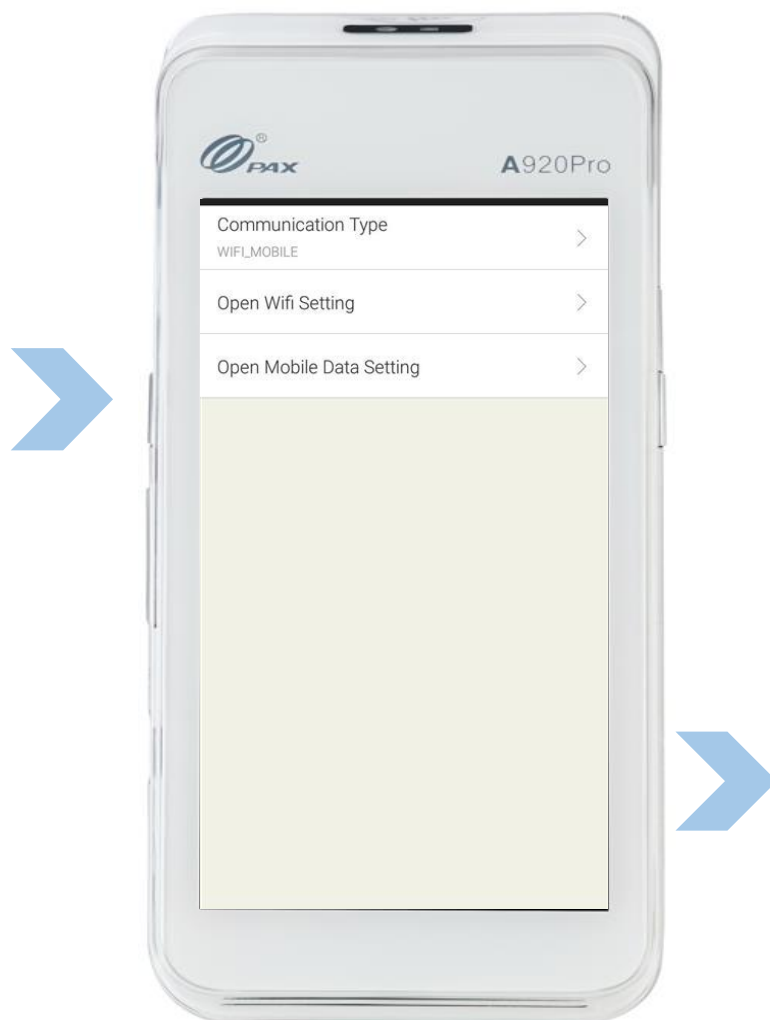 PAX®
A920Pro
Communication Type
WIFI_MOBILE
Open Wifi Setting
Open Mobile Data Setting